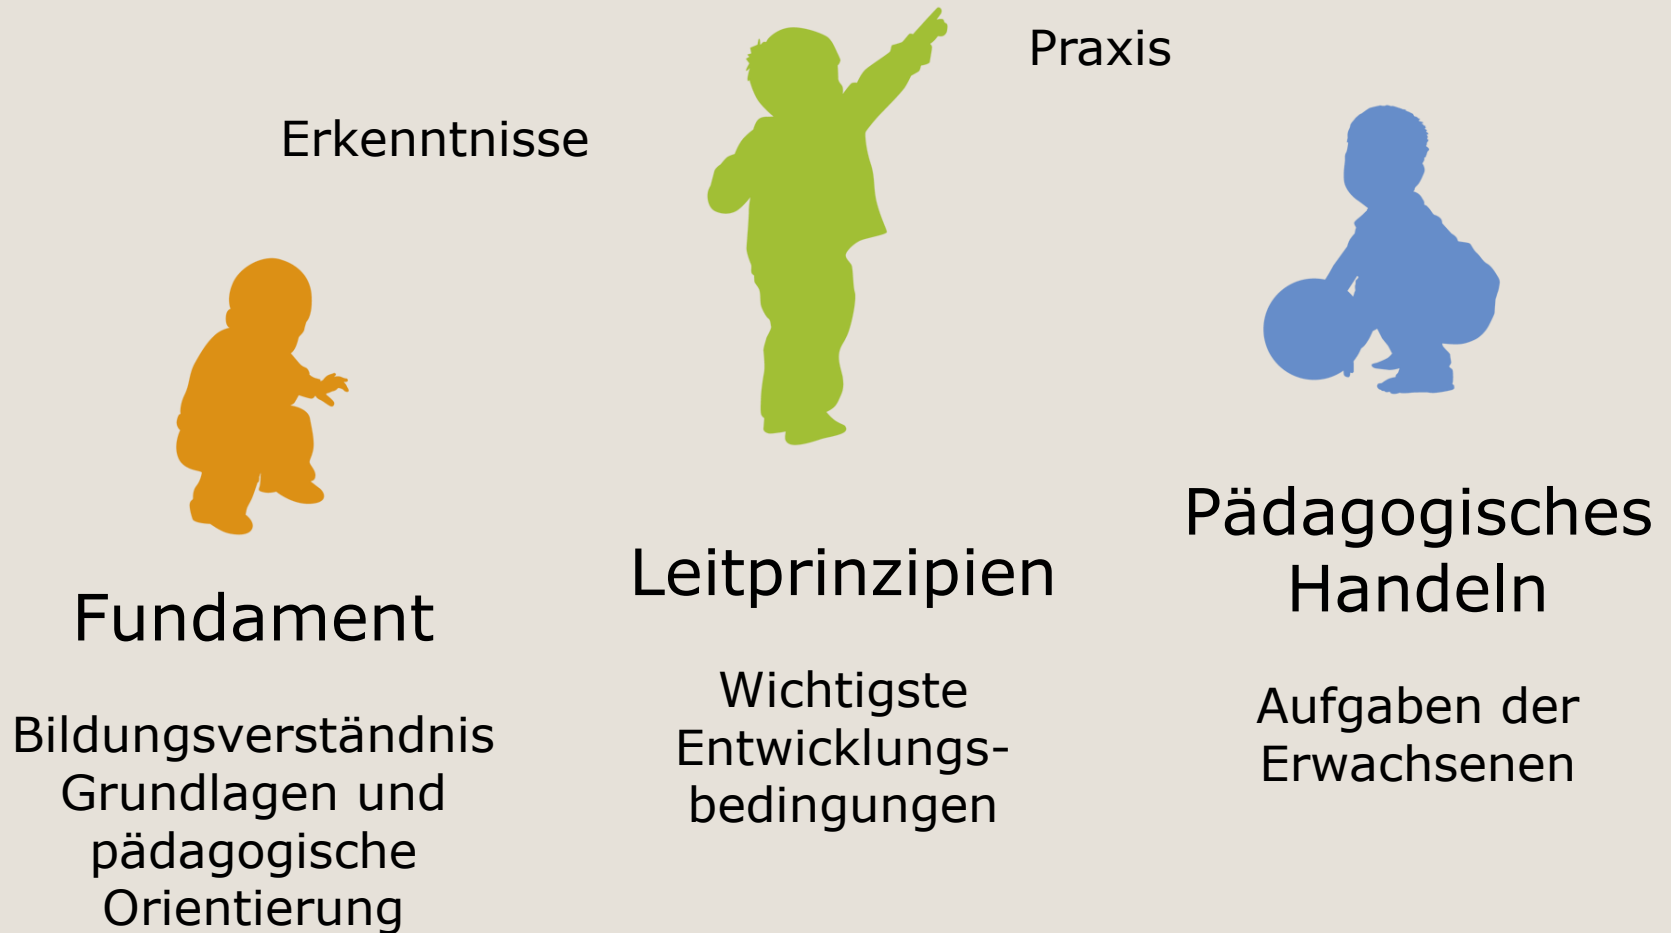 Erkenntnisse
Praxis
Fundament
Bildungsverständnis
Grundlagen und
pädagogische
Orientierung
Leitprinzipien
Wichtigste
Entwicklungs-
bedingungen
Pädagogisches
Handeln
Aufgaben der
Erwachsenen